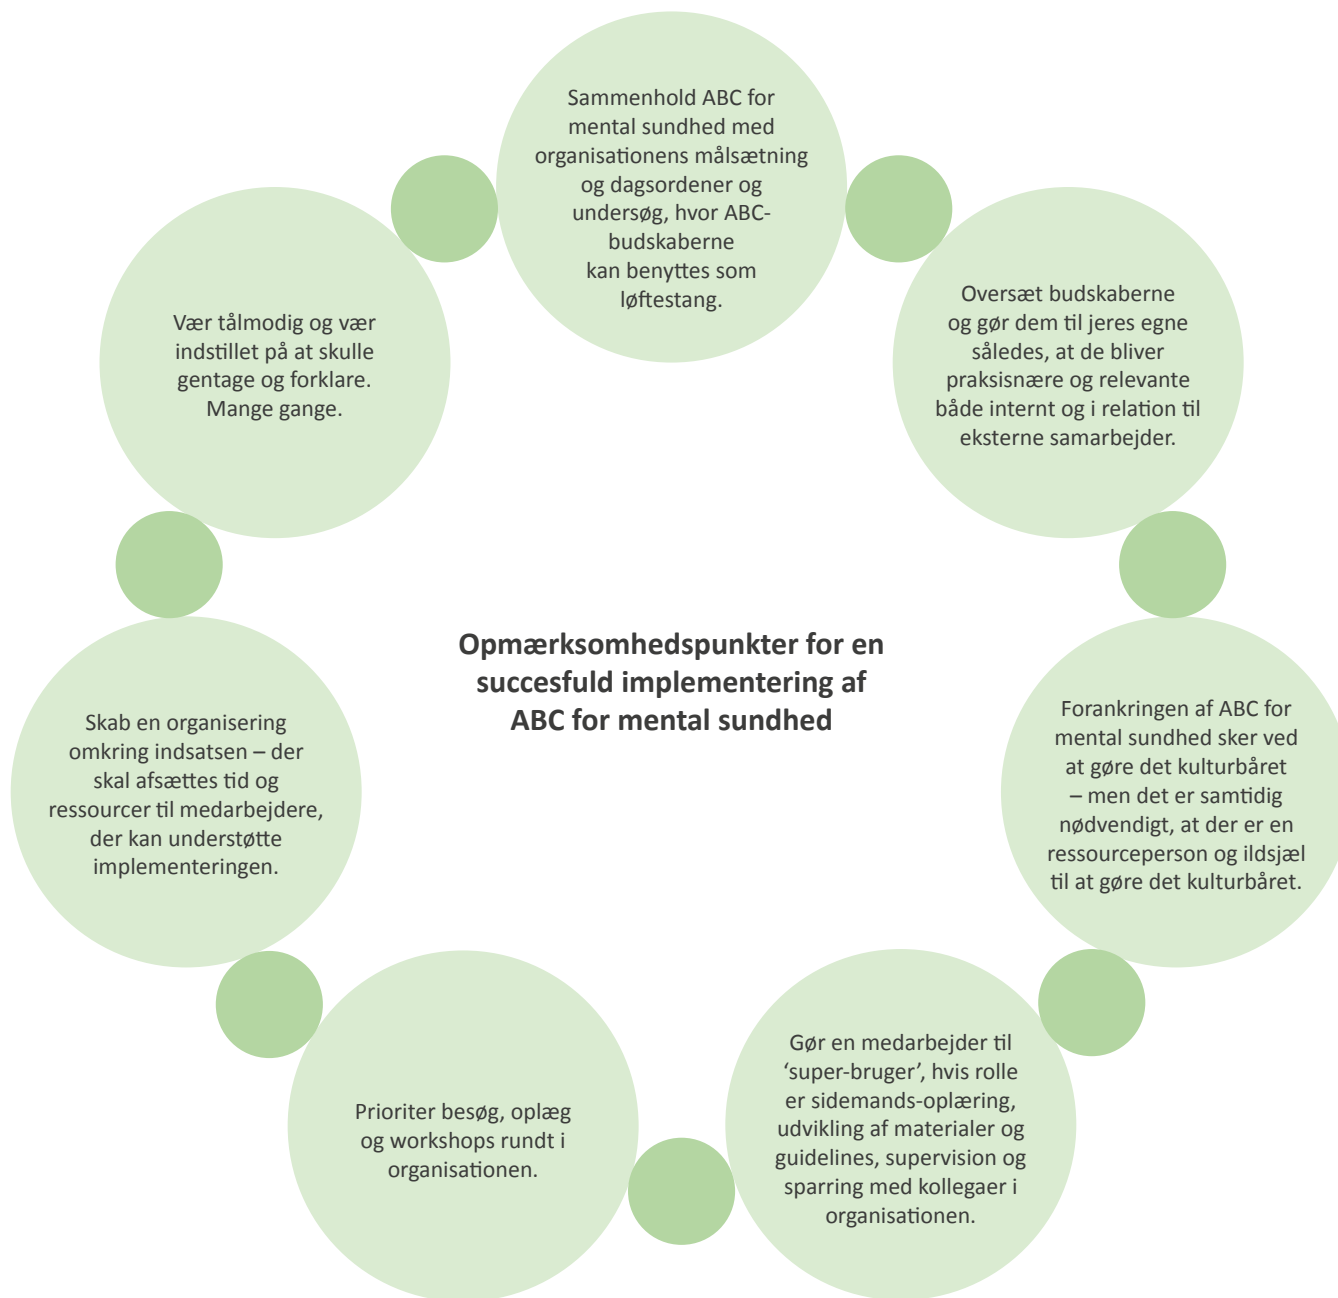 Sammenhold ABC for
mental sundhed med
organisationens målsætning
og dagsordener og
undersøg, hvor ABC-
budskaberne
kan benyttes som
løftestang.
Oversæt budskaberne
og gør dem til jeres egne
således, at de bliver
praksisnære og relevante
både internt og i relation til
eksterne samarbejder.
Forankringen af ABC for
mental sundhed sker ved
at gøre det kulturbåret
– men det er samtidig
nødvendigt, at der er en
ressourceperson og ildsjæl
til at gøre det kulturbåret.
Gør en medarbejder til
‘super-bruger’, hvis rolle
er sidemands-oplæring,
udvikling af materialer og
guidelines, supervision og
sparring med kollegaer i
organisationen.
Prioriter besøg, oplæg
og workshops rundt i
organisationen.
Skab en organisering
omkring indsatsen – der
skal afsættes tid og
ressourcer til medarbejdere,
der kan understøtte
implementeringen.
Vær tålmodig og vær
indstillet på at skulle
gentage og forklare.
Mange gange.
Opmærksomhedspunkter for en
succesfuld implementering af
ABC for mental sundhed